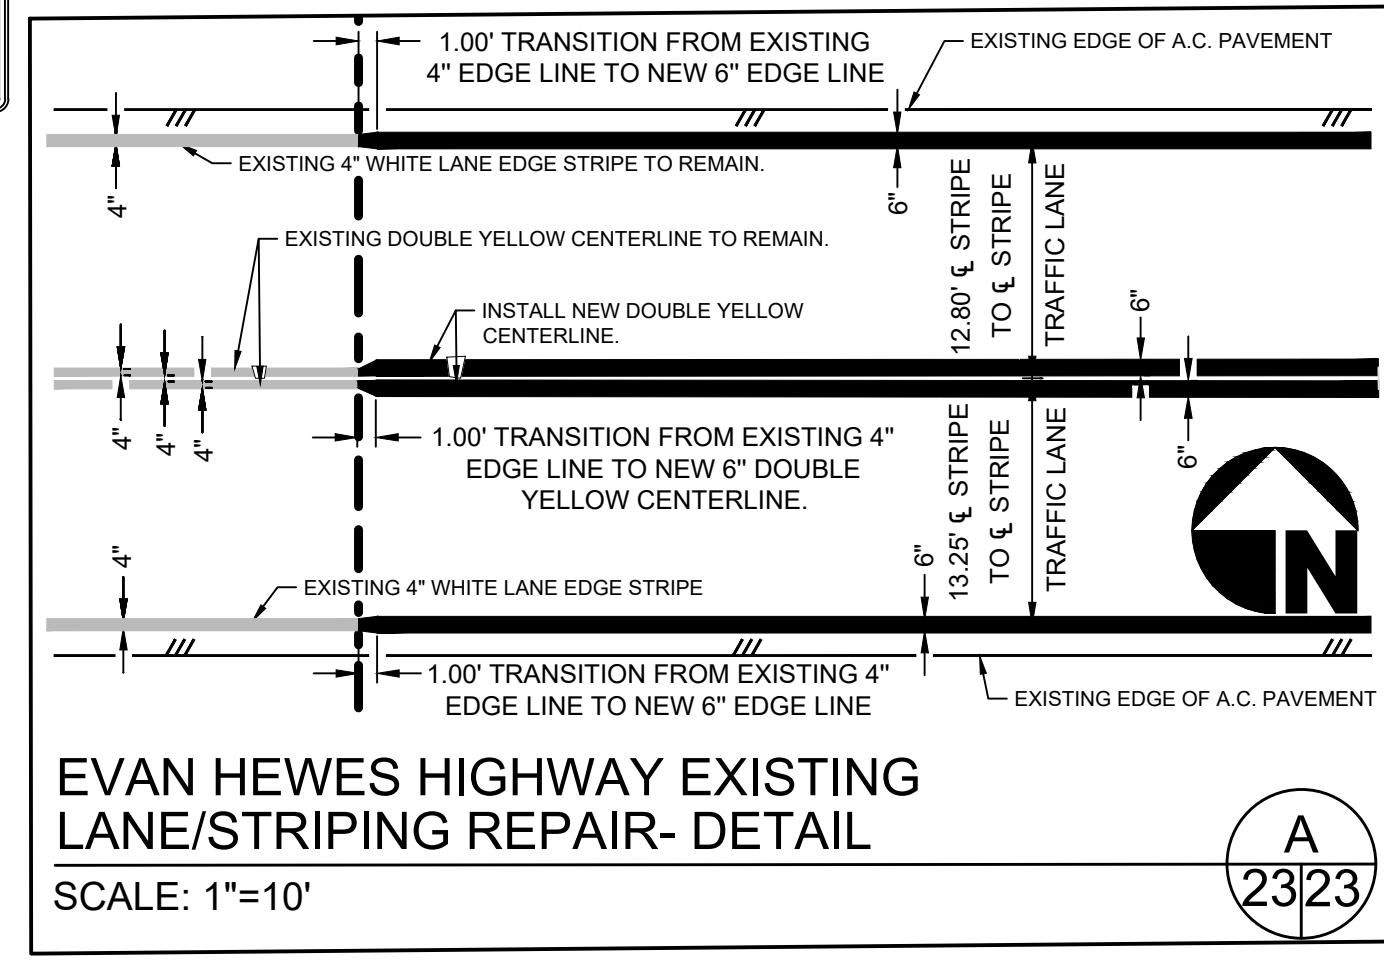 1.00' TRANSITION FROM EXISTING
4" EDGE LINE TO NEW 6" EDGE LINE
EXISTING EDGE OF A.C. PAVEMENT
EXISTING 4" WHITE LANE EDGE STRIPE TO REMAIN.
4"
6"
12.80' ℄ STRIPE
TO ℄ STRIPE
TRAFFIC LANE
EXISTING DOUBLE YELLOW CENTERLINE TO REMAIN.
INSTALL NEW DOUBLE YELLOW
CENTERLINE.
6"
4"
4"
4"
1.00' TRANSITION FROM EXISTING 4"
EDGE LINE TO NEW 6" DOUBLE
YELLOW CENTERLINE.
13.25' ℄ STRIPE
TO ℄ STRIPE
TRAFFIC LANE
6"
N
4"
6"
EXISTING 4" WHITE LANE EDGE STRIPE
1.00' TRANSITION FROM EXISTING 4"
EDGE LINE TO NEW 6" EDGE LINE
EXISTING EDGE OF A.C. PAVEMENT
EVAN HEWES HIGHWAY EXISTING
LANE/STRIPING REPAIR- DETAIL
SCALE: 1"=10'
A
23 23